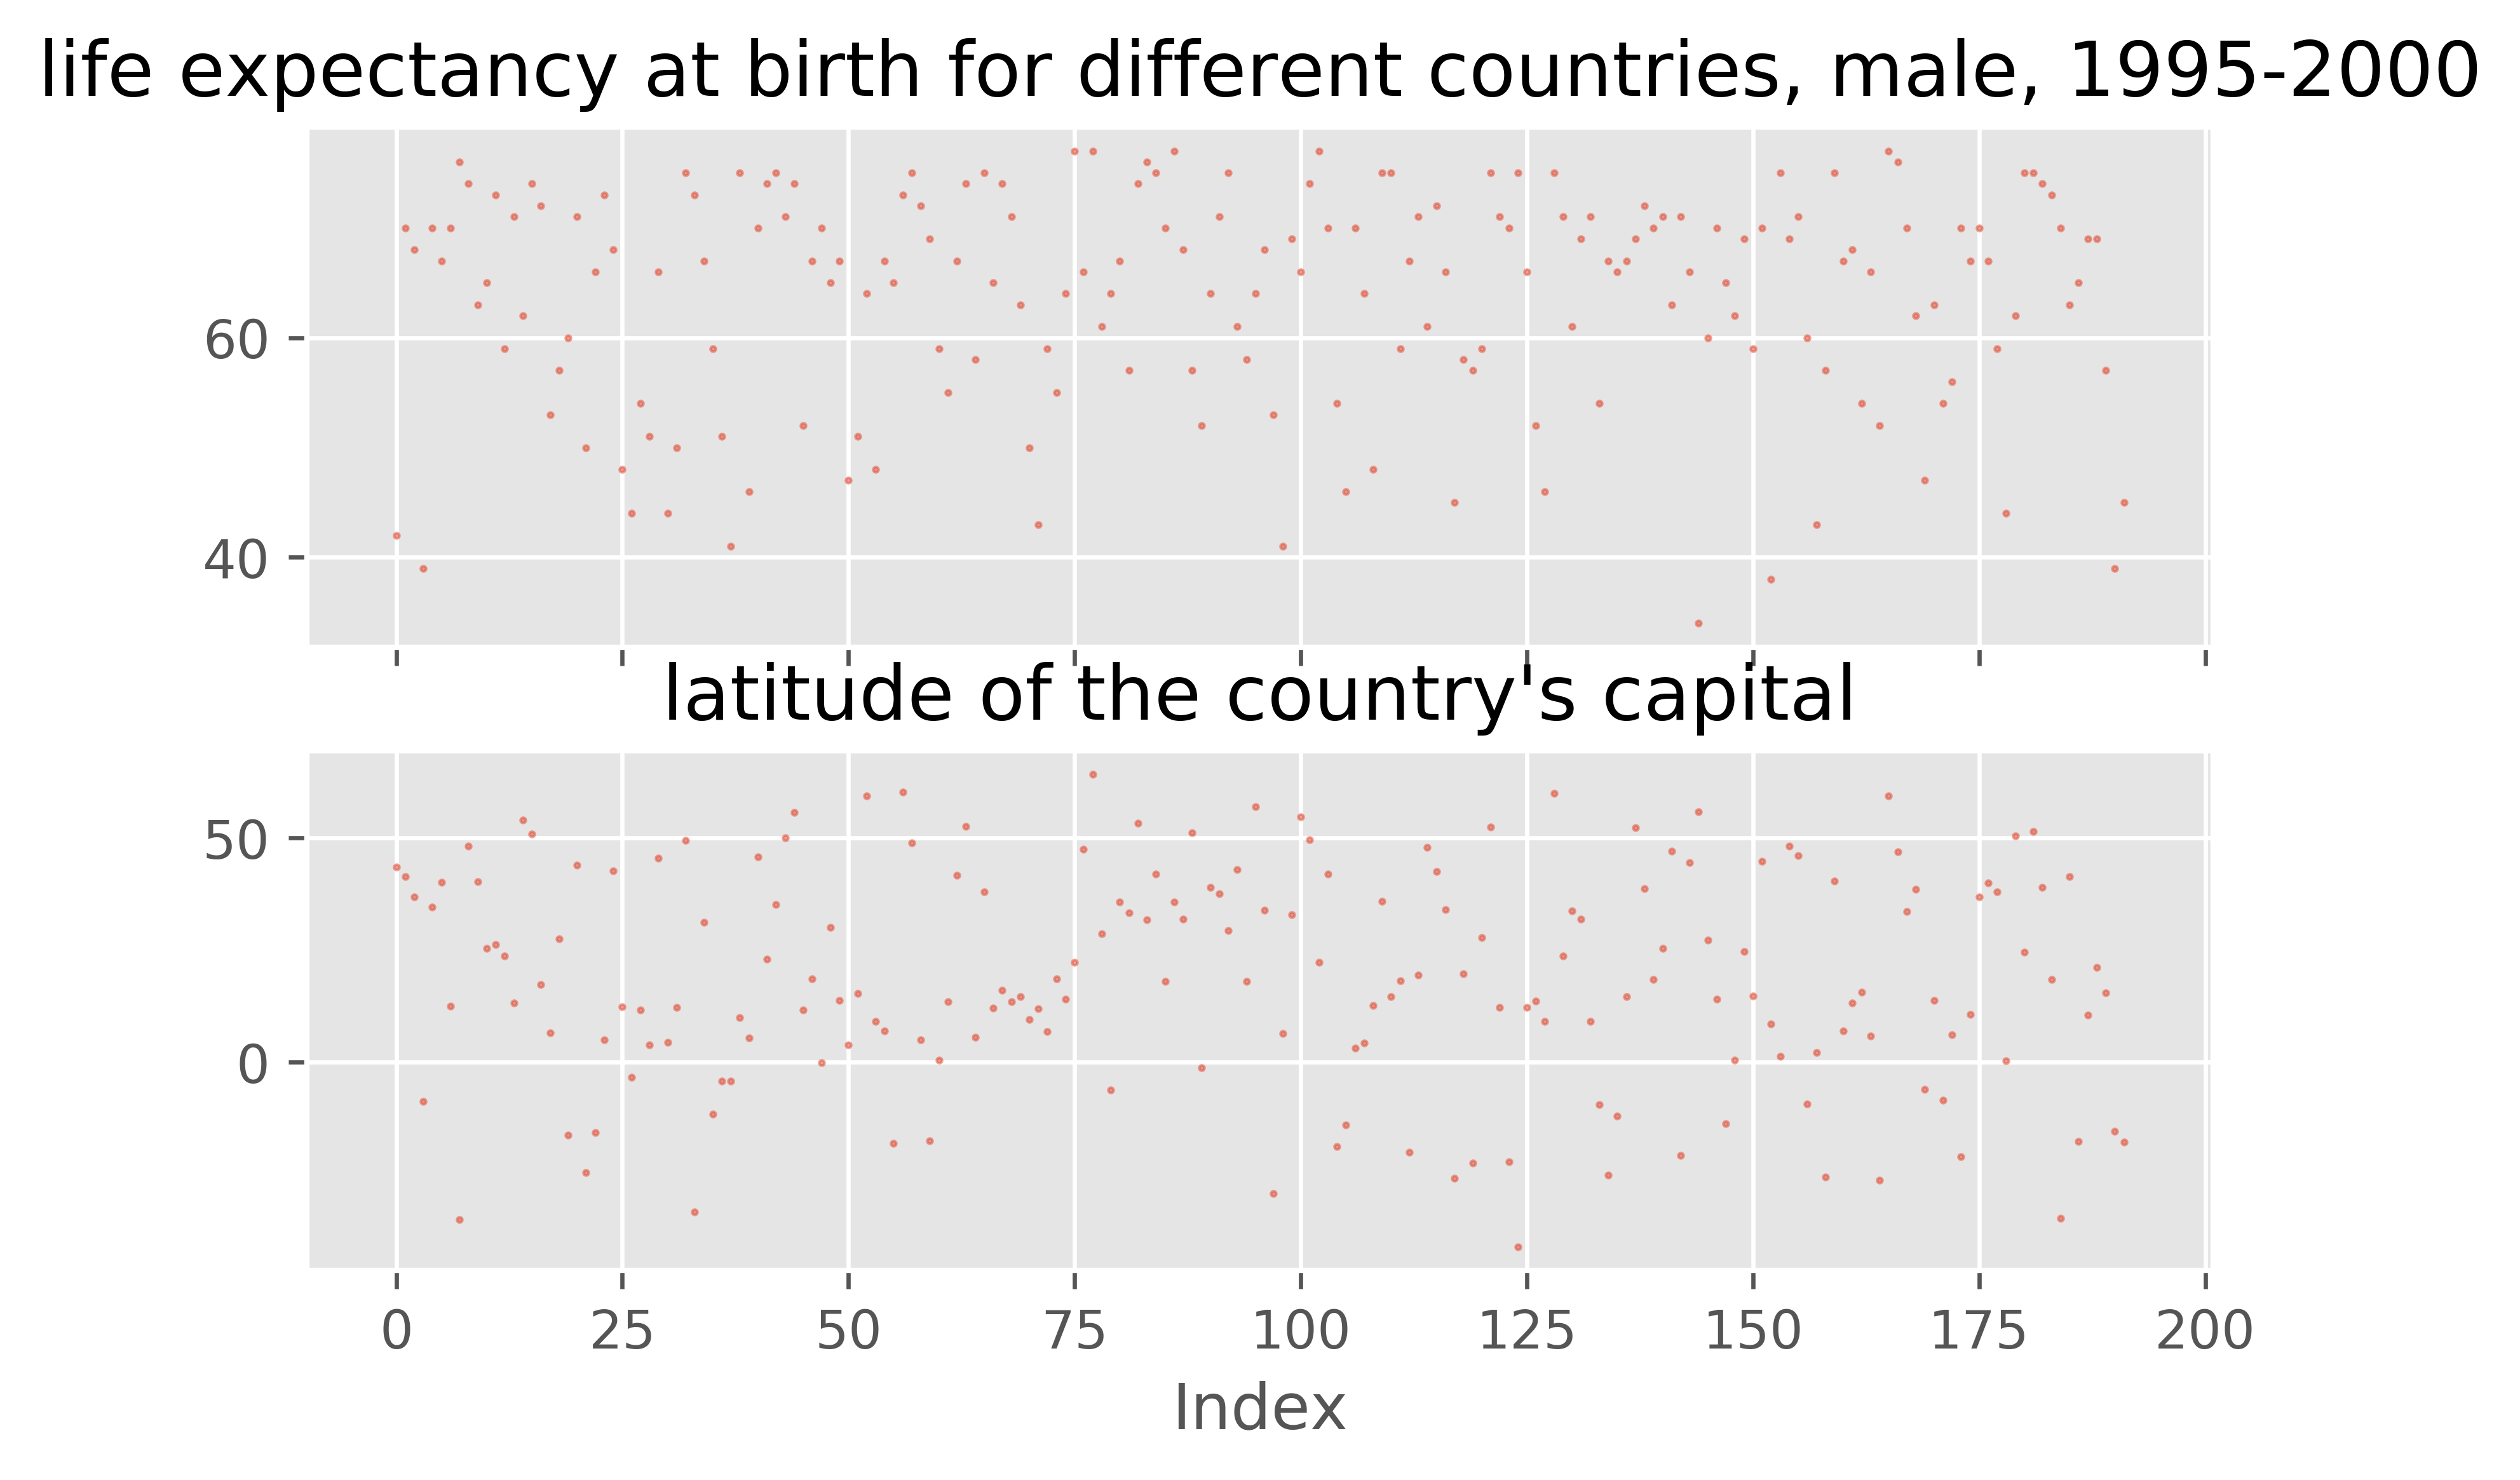 life expectancy at birth for different countries, male, 1995-2000
60
40
latitude of the country's capital
50
0
0 25 50 75 100 125 150 175 200
Index